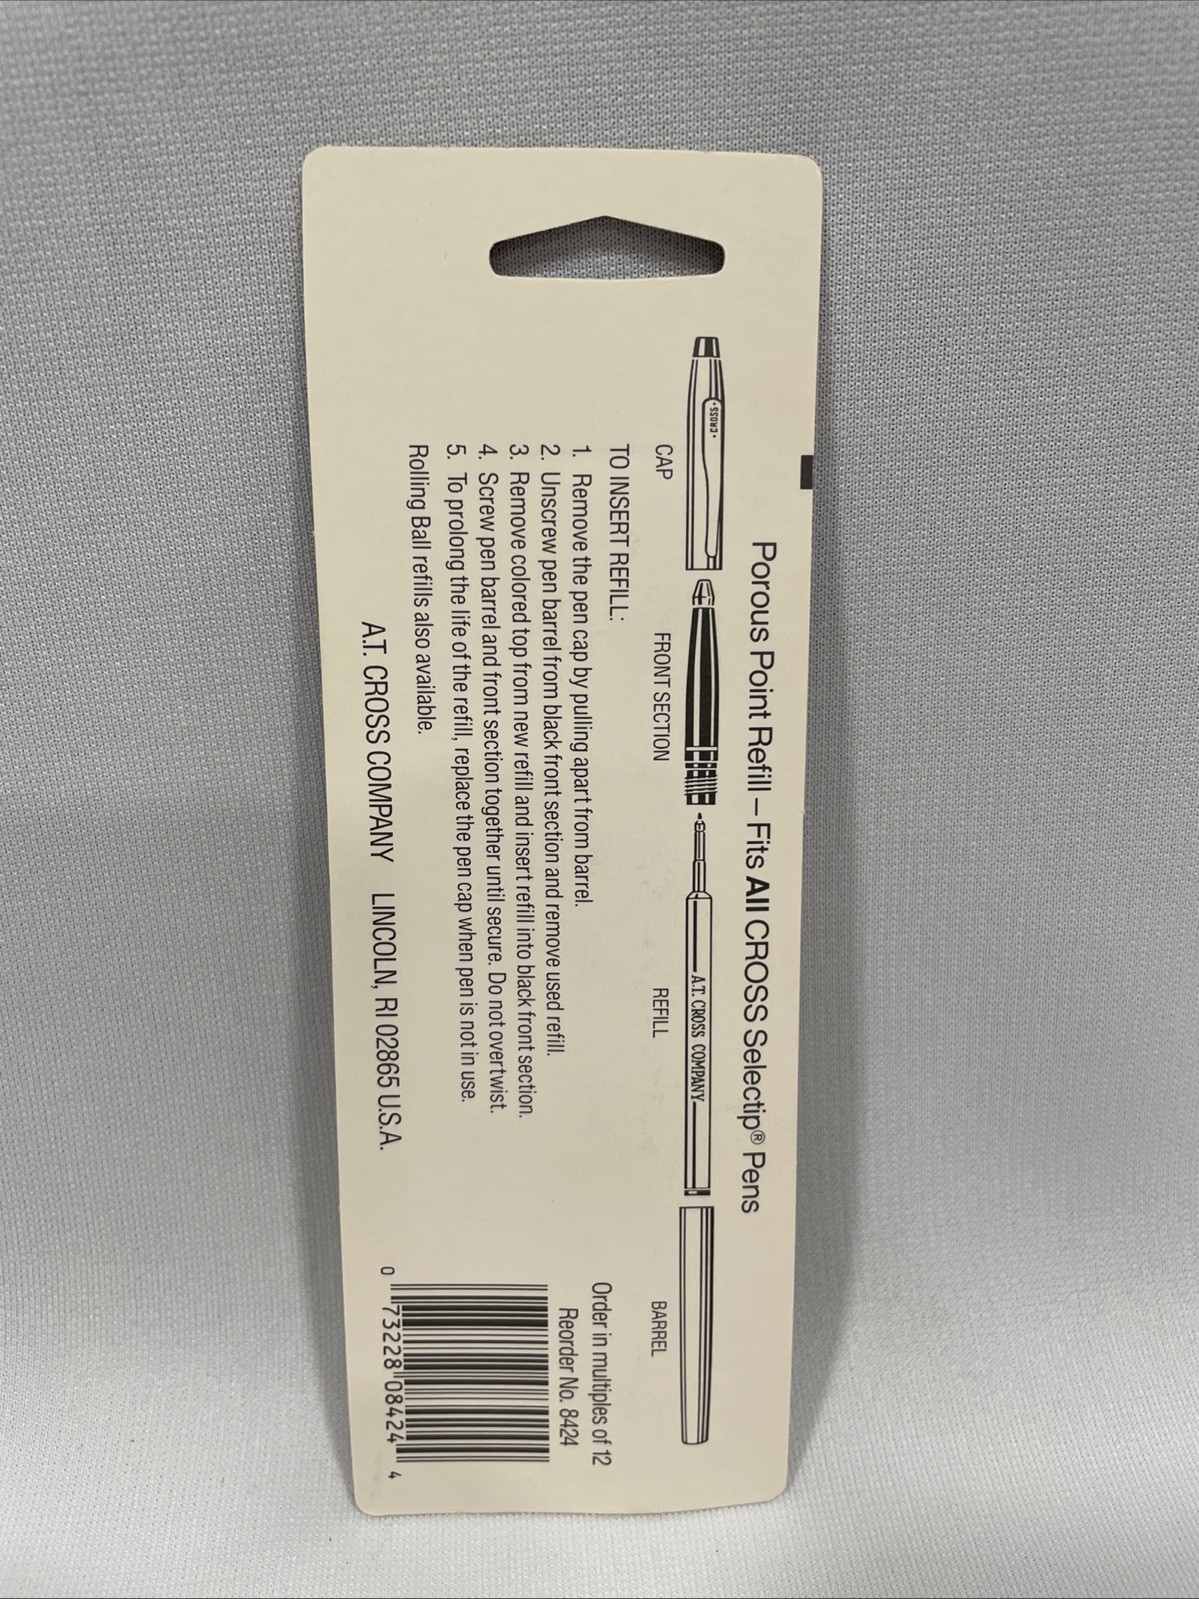 Porous Point Refill – Fits All CROSS Selectip® Pens
·CROSS·
A.T. CROSS COMPANY
CAP FRONT SECTION REFILL BARREL
TO INSERT REFILL:
1. Remove the pen cap by pulling apart from barrel.
2. Unscrew pen barrel from black front section and remove used refill.
3. Remove colored top from new refill and insert refill into black front section.
4. Screw pen barrel and front section together until secure. Do not overtwist.
5. To prolong the life of the refill, replace the pen cap when pen is not in use.
Rolling Ball refills also available.
A.T. CROSS COMPANY LINCOLN, RI 02865 U.S.A.
Order in multiples of 12
Reorder No. 8424
0 73228 08424 4